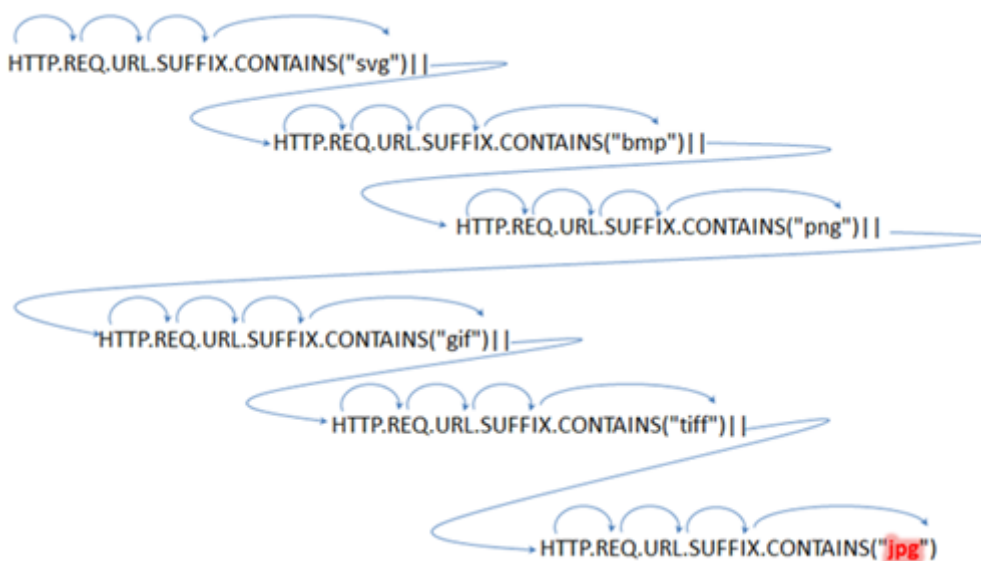 HTTP.REQ.URL.SUFFIX.CONTAINS("svg")||
HTTP.REQ.URL.SUFFIX.CONTAINS("bmp")||
HTTP.REQ.URL.SUFFIX.CONTAINS("png")||
HTTP.REQ.URL.SUFFIX.CONTAINS("gif")||
HTTP.REQ.URL.SUFFIX.CONTAINS("tiff")||
HTTP.REQ.URL.SUFFIX.CONTAINS("jpg")